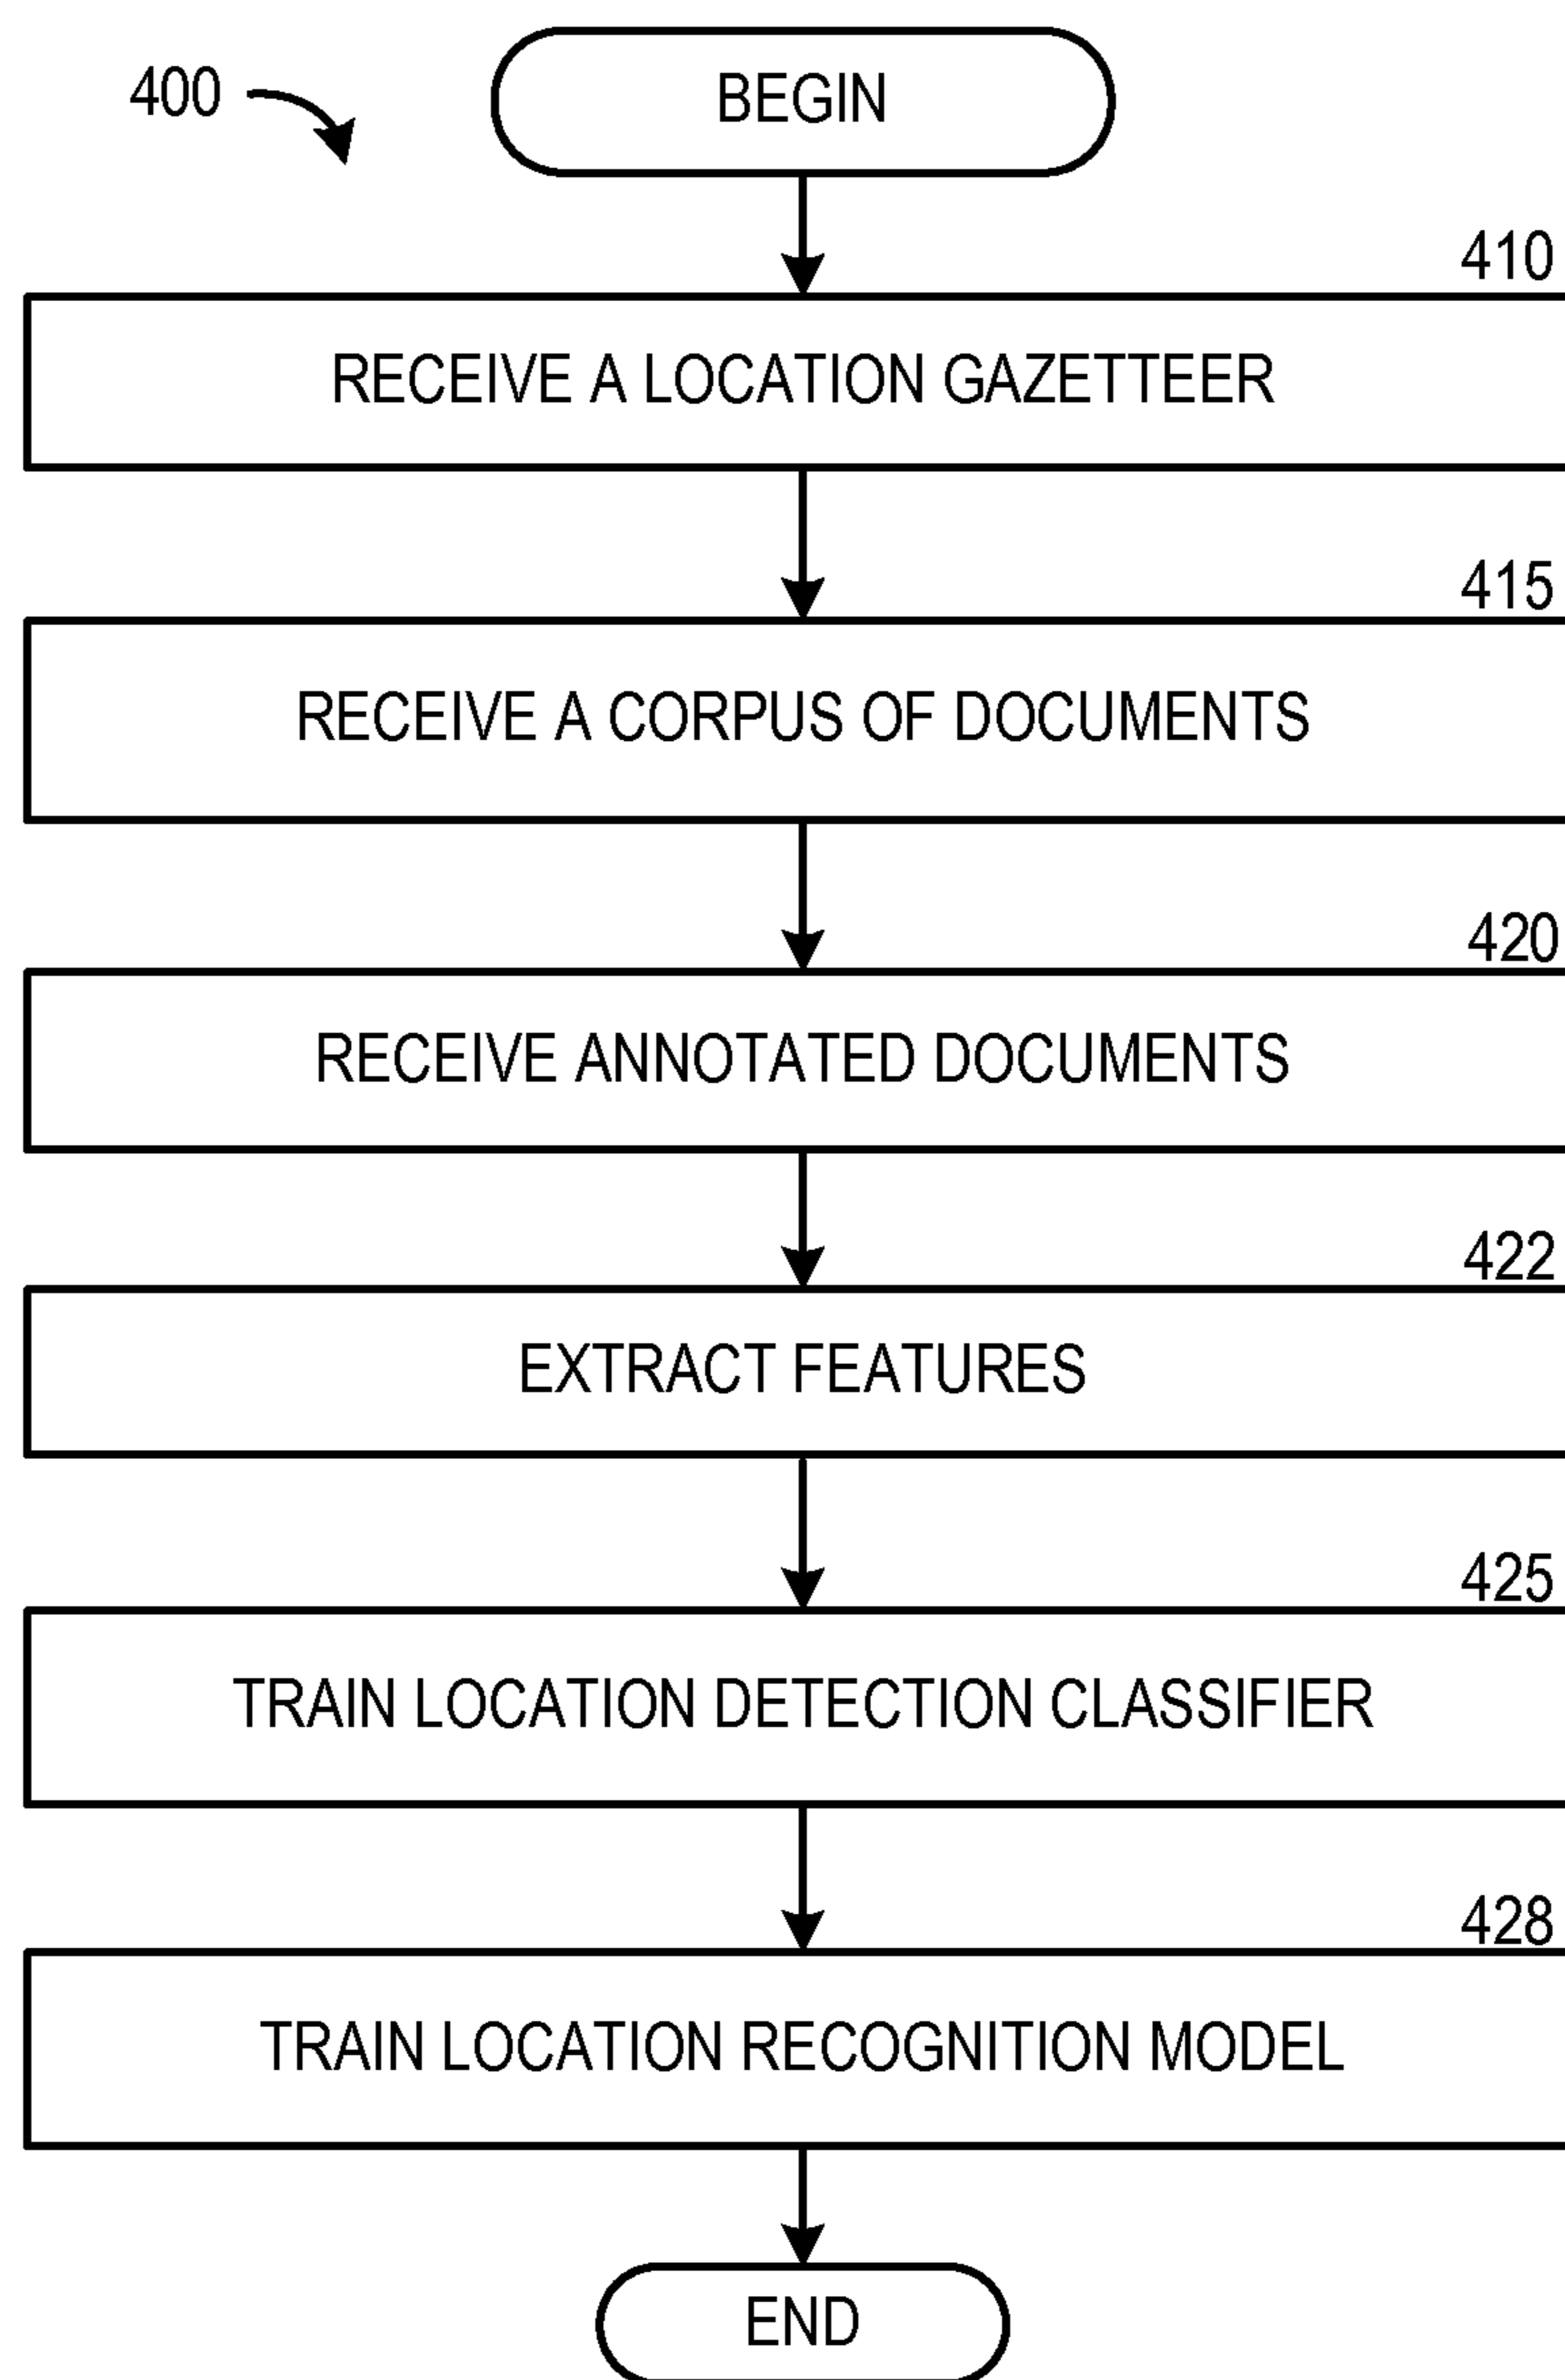 400
BEGIN
410
RECEIVE A LOCATION GAZETTEER
415
RECEIVE A CORPUS OF DOCUMENTS
420
RECEIVE ANNOTATED DOCUMENTS
422
EXTRACT FEATURES
425
TRAIN LOCATION DETECTION CLASSIFIER
428
TRAIN LOCATION RECOGNITION MODEL
END